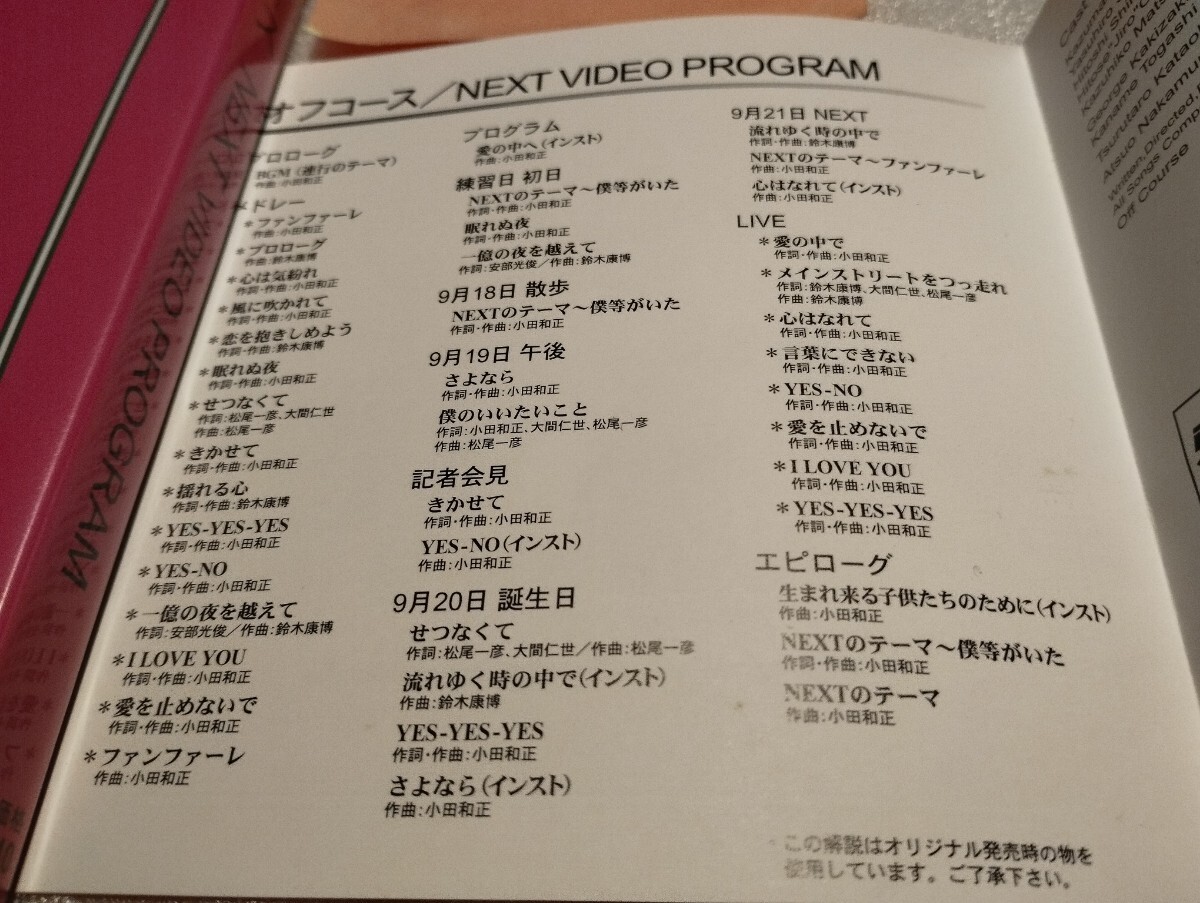 オフコース／NEXT VIDEO PROGRAM
プロローグ
BGM（進行のテーマ）
作曲：小田和正
メドレー
＊ファンファーレ
作曲：小田和正
＊プロローグ
作曲：鈴木康博
＊心は気紛れ
作詞・作曲：小田和正
＊風に吹かれて
作詞・作曲：小田和正
＊恋を抱きしめよう
作詞・作曲：鈴木康博
＊眠れぬ夜
作詞・作曲：小田和正
＊せつなくて
作詞：松尾一彦、大間仁世
作曲：松尾一彦
＊きかせて
作詞・作曲：小田和正
＊揺れる心
作詞・作曲：鈴木康博
＊YES-YES-YES
作詞・作曲：小田和正
＊YES-NO
作詞・作曲：小田和正
＊一億の夜を越えて
作詞：安部光俊／作曲：鈴木康博
＊I LOVE YOU
作詞・作曲：小田和正
＊愛を止めないで
作詞・作曲：小田和正
＊ファンファーレ
作曲：小田和正
プログラム
愛の中へ（インスト）
作曲：小田和正
練習日 初日
NEXTのテーマ～僕等がいた
作詞・作曲：小田和正
眠れぬ夜
作詞・作曲：小田和正
一億の夜を越えて
作詞：安部光俊／作曲：鈴木康博
9月18日 散歩
NEXTのテーマ～僕等がいた
作詞・作曲：小田和正
9月19日 午後
さよなら
作詞・作曲：小田和正
僕のいいたいこと
作詞：小田和正、大間仁世、松尾一彦
作曲：松尾一彦
記者会見
きかせて
作詞・作曲：小田和正
YES-NO（インスト）
作曲：小田和正
9月20日 誕生日
せつなくて
作詞：松尾一彦、大間仁世／作曲：松尾一彦
流れゆく時の中で（インスト）
作曲：鈴木康博
YES-YES-YES
作詞・作曲：小田和正
さよなら（インスト）
作曲：小田和正
9月21日 NEXT
流れゆく時の中で
作詞・作曲：鈴木康博
NEXTのテーマ～ファンファーレ
作曲：小田和正
心はなれて（インスト）
作曲：小田和正
LIVE
＊愛の中で
作詞・作曲：小田和正
＊メインストリートをつっ走れ
作詞：鈴木康博、大間仁世、松尾一彦
作曲：鈴木康博
＊心はなれて
作詞・作曲：小田和正
＊言葉にできない
作詞・作曲：小田和正
＊YES-NO
作詞・作曲：小田和正
＊愛を止めないで
作詞・作曲：小田和正
＊I LOVE YOU
作詞・作曲：小田和正
＊YES-YES-YES
作詞・作曲：小田和正
エピローグ
生まれ来る子供たちのために（インスト）
作曲：小田和正
NEXTのテーマ～僕等がいた
作詞・作曲：小田和正
NEXTのテーマ
作曲：小田和正
この解説はオリジナル発売時の物を
使用しています。ご了承下さい。
NEXT VIDEO PROGRAM
Cast
Kazuma
Yasuhiro
Hitoshi
Hitose "Jiro"
Kazuhiko Mats
George Kakizak
Kaname Togashi
Tsurutaro Kataok
Atsuo Nakamur
Written, Directed,
All Songs Comp
Off Course